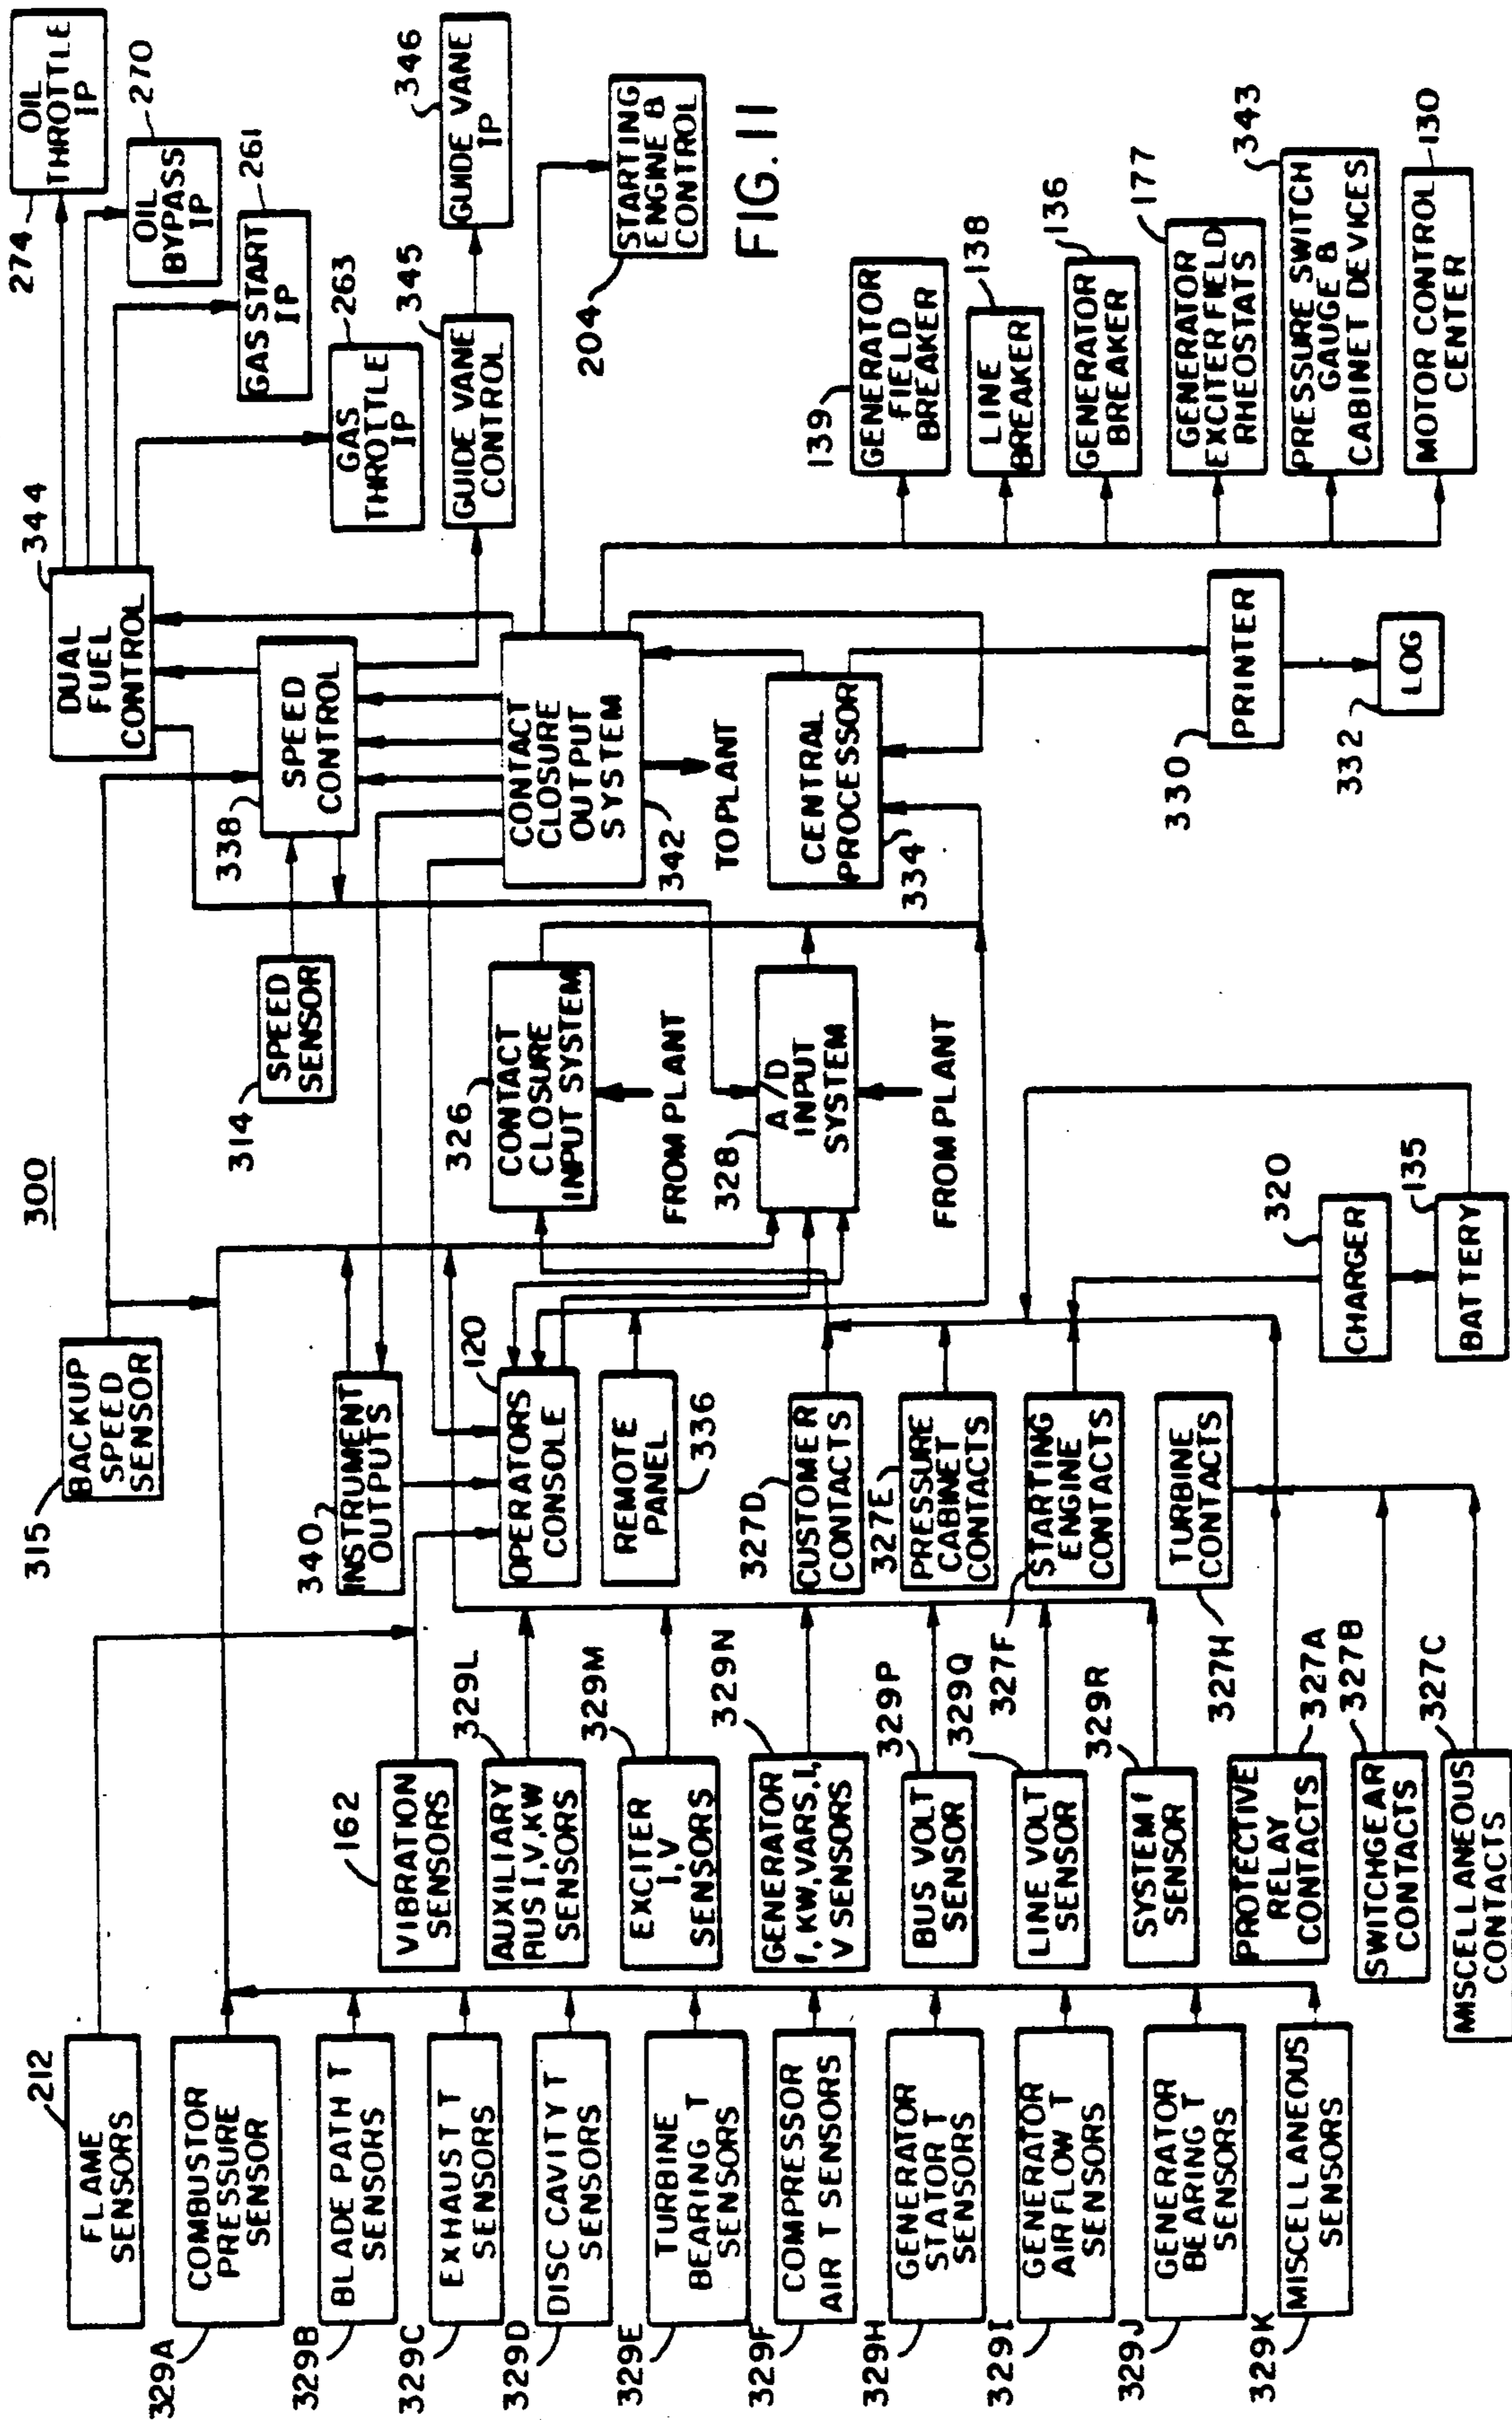 300
FIG. 11
212
FLAME
SENSORS
329A
COMBUSTOR
PRESSURE
SENSOR
329B
BLADE PATH T
SENSORS
329C
EXHAUST T
SENSORS
329D
DISC CAVITY T
SENSORS
329E
TURBINE
BEARING T
SENSORS
329F
COMPRESSOR
AIR T SENSORS
329H
GENERATOR
STATOR T
SENSORS
329I
GENERATOR
AIRFLOW T
SENSORS
329J
GENERATOR
BEARING T
SENSORS
329K
MISCELLANEOUS
SENSORS
162
VIBRATION
SENSORS
329L
AUXILIARY
BUS I,V,KW
SENSORS
329M
EXCITER
I,V
SENSORS
329N
GENERATOR
f,KW,VARS,I,
V SENSORS
329P
BUS VOLT
SENSOR
329Q
LINE VOLT
SENSOR
329R
SYSTEM f
SENSOR
327A
PROTECTIVE
RELAY
CONTACTS
327B
SWITCHGEAR
CONTACTS
327C
MISCELLANEOUS
CONTACTS
315
BACKUP
SPEED
SENSOR
340
INSTRUMENT
OUTPUTS
120
OPERATORS
CONSOLE
REMOTE
PANEL
336
327D
CUSTOMER
CONTACTS
327E
PRESSURE
CABINET
CONTACTS
327F
STARTING
ENGINE
CONTACTS
327H
TURBINE
CONTACTS
320
CHARGER
135
BATTERY
314
SPEED
SENSOR
326
CONTACT
CLOSURE
INPUT SYSTEM
FROM PLANT
328
A/D
INPUT
SYSTEM
FROM PLANT
344
DUAL
FUEL
CONTROL
338
SPEED
CONTROL
CONTACT
CLOSURE
OUTPUT
SYSTEM
342
TO PLANT
CENTRAL
PROCESSOR
334
330
PRINTER
332
LOG
274
OIL
THROTTLE
IP
270
OIL
BYPASS
IP
261
GAS START
IP
263
GAS
THROTTLE
IP
345
GUIDE VANE
CONTROL
346
GUIDE VANE
IP
204
STARTING
ENGINE &
CONTROL
139
GENERATOR
FIELD
BREAKER
138
LINE
BREAKER
136
GENERATOR
BREAKER
177
GENERATOR
EXCITER FIELD
RHEOSTATS
343
PRESSURE SWITCH
GAUGE &
CABINET DEVICES
130
MOTOR CONTROL
CENTER